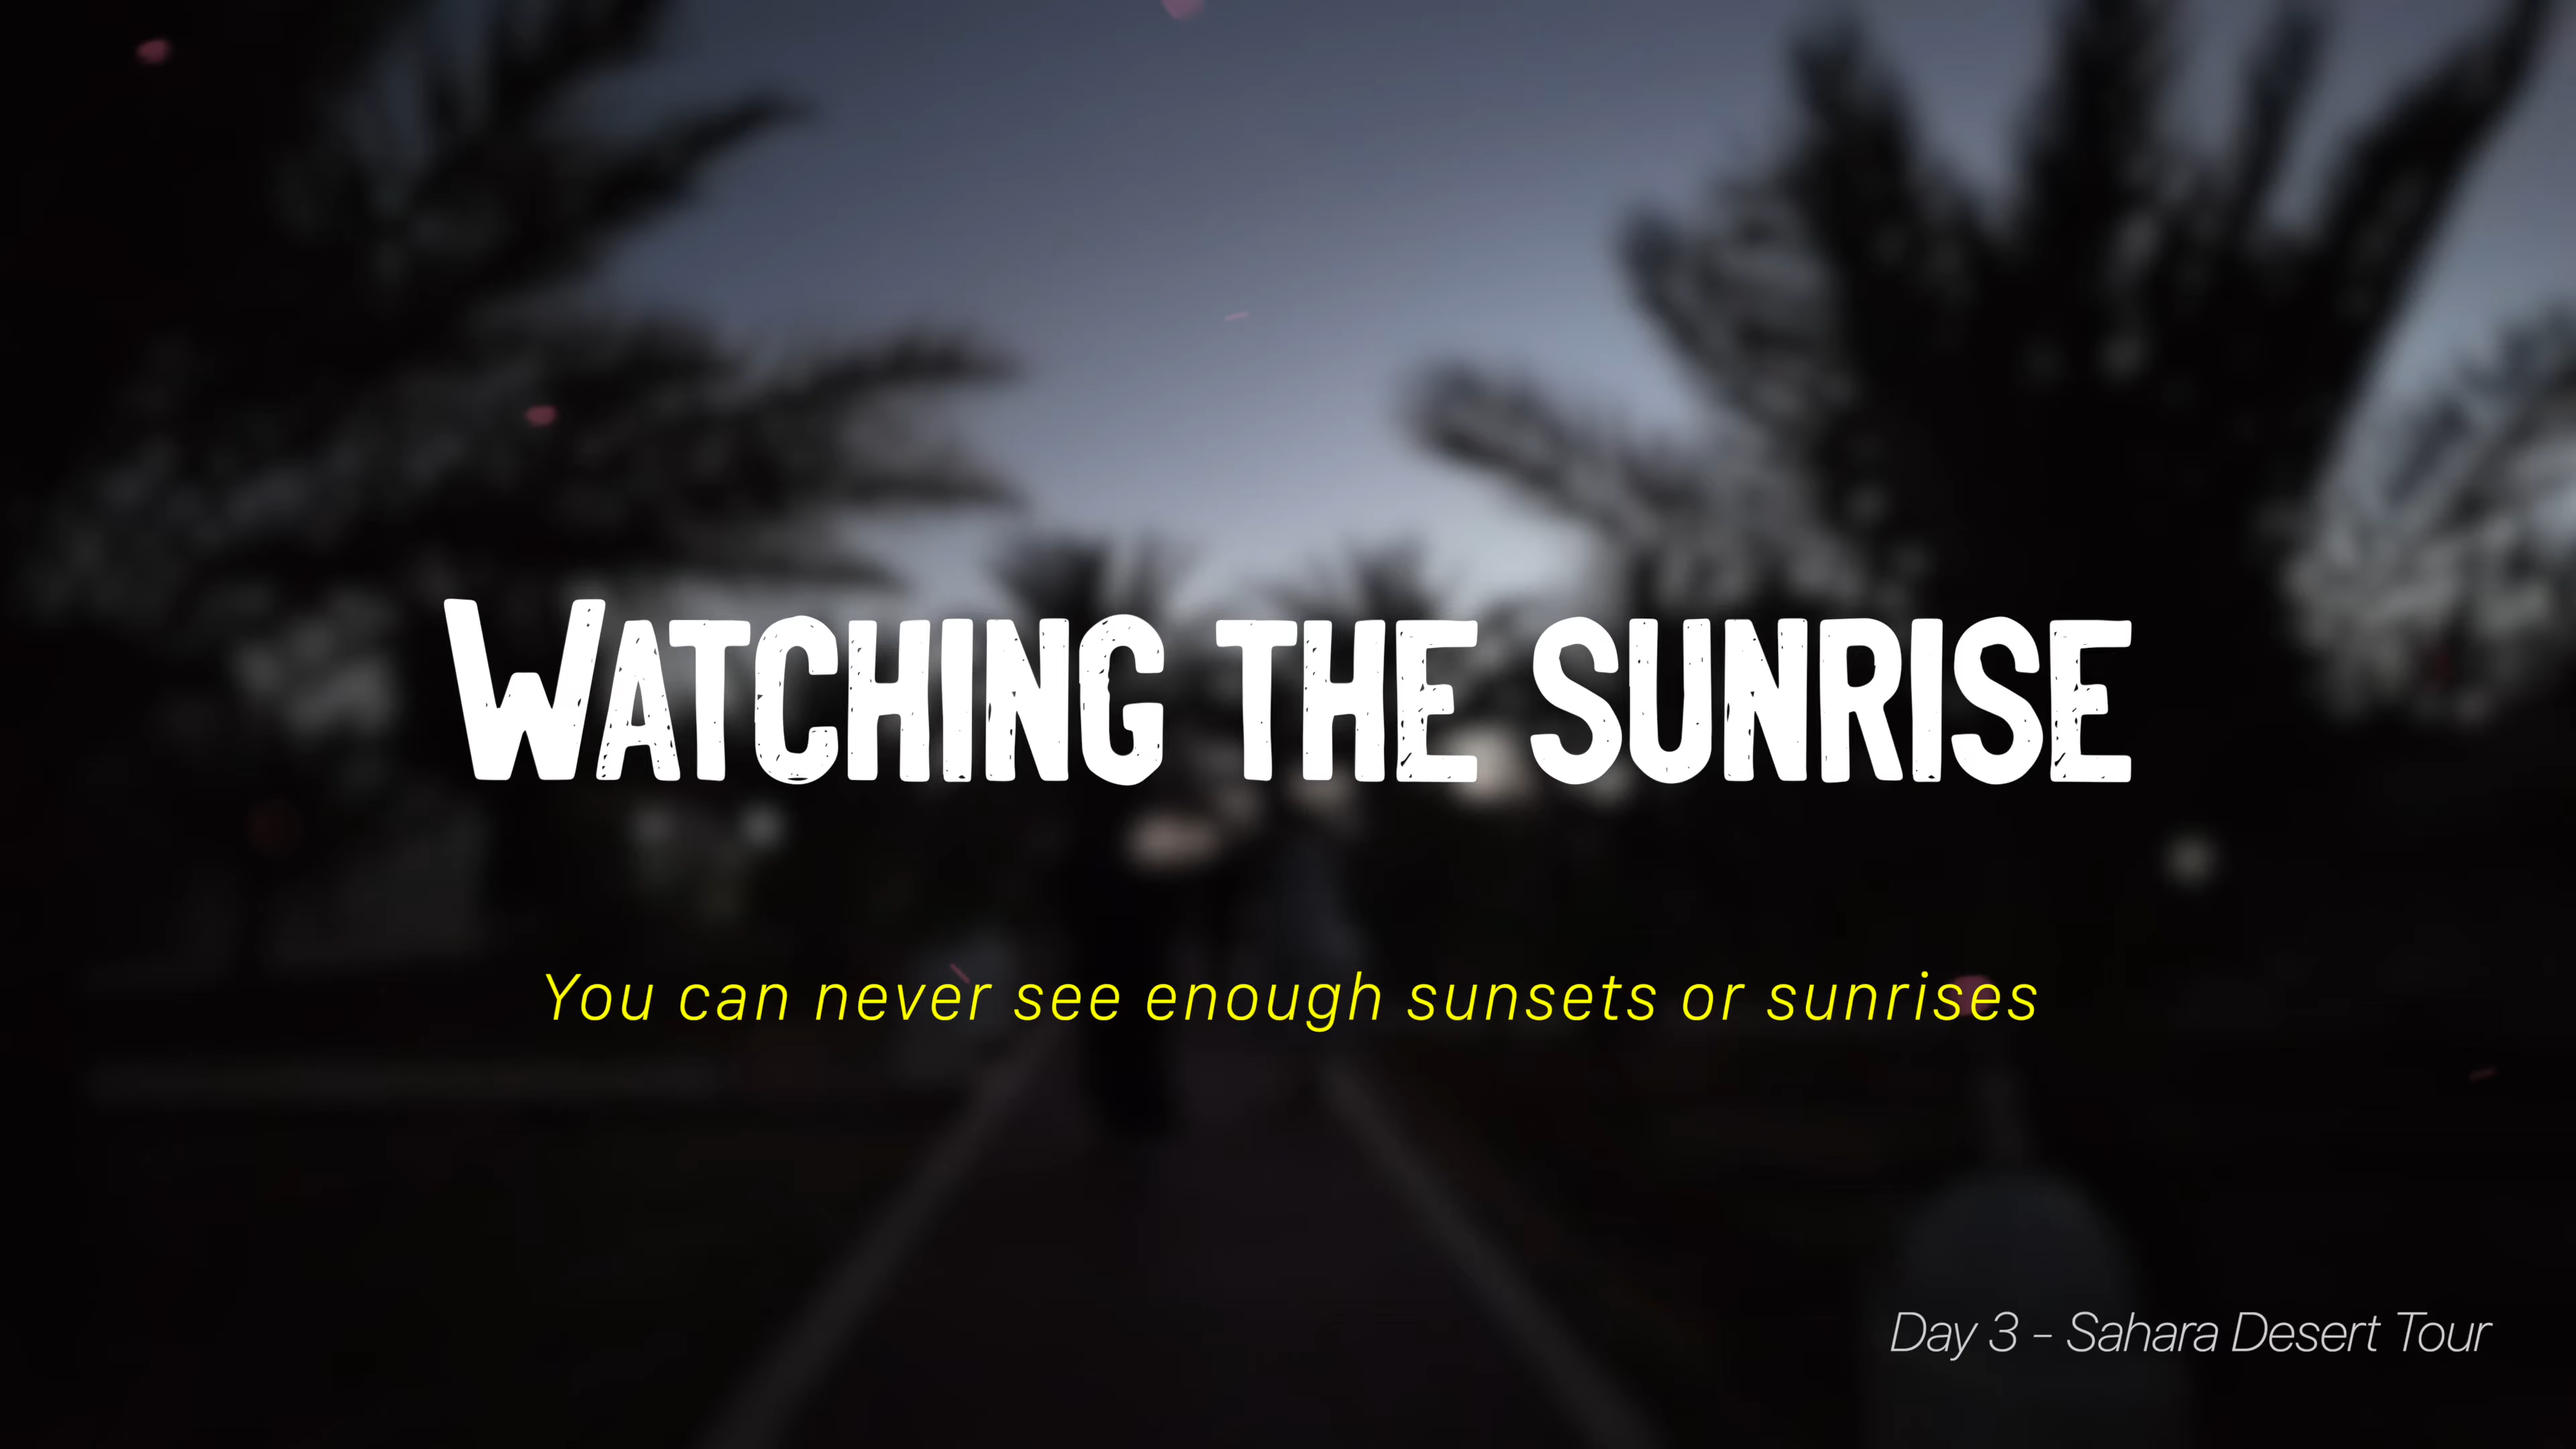 WATCHING THE SUNRISE
You can never see enough sunsets or sunrises
Day 3 - Sahara Desert Tour